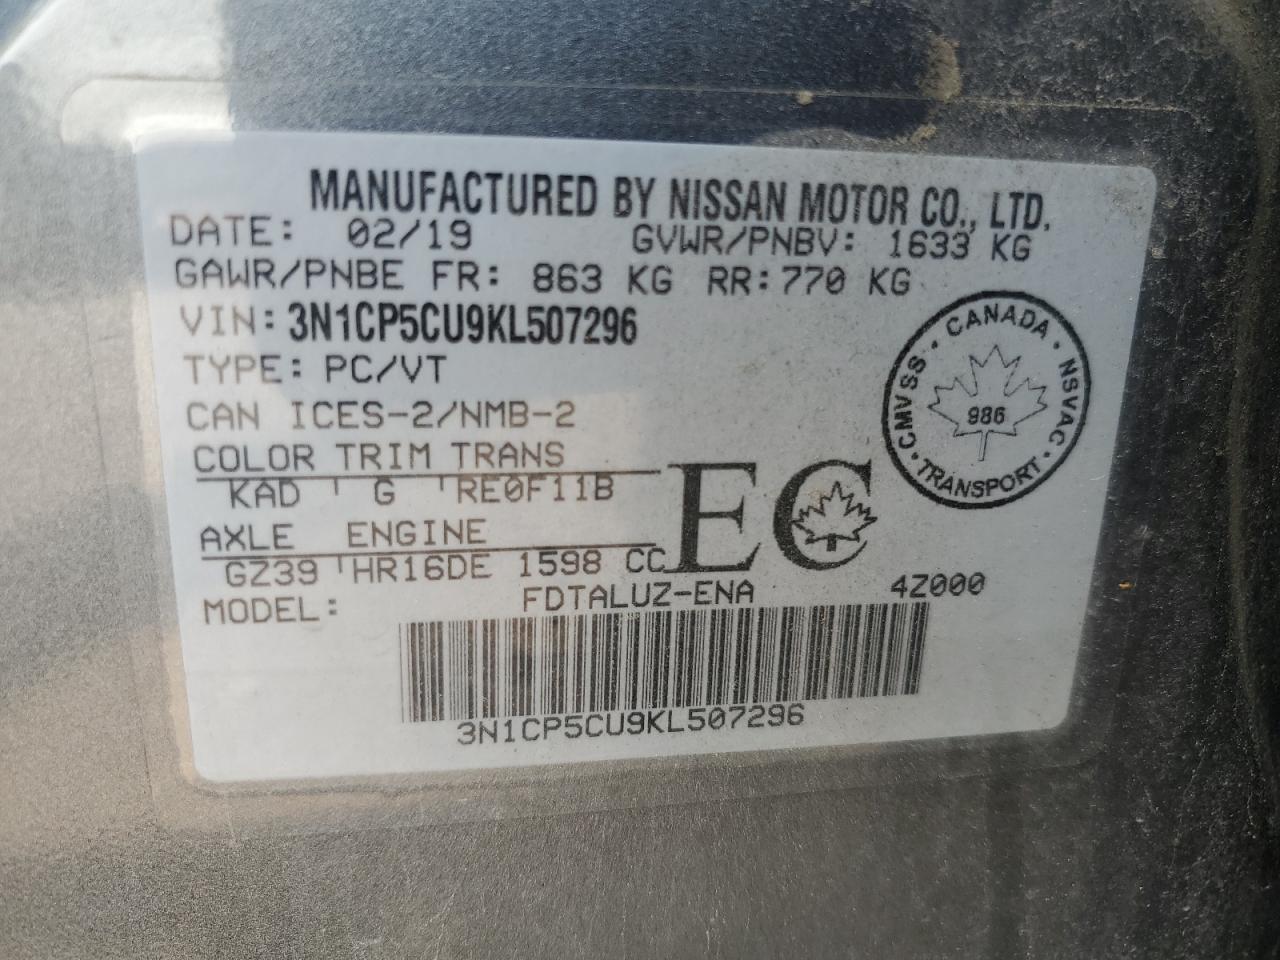 MANUFACTURED BY NISSAN MOTOR CO., LTD.
DATE: 02/19 GVWR/PNBV: 1633 KG
GAWR/PNBE FR: 863 KG RR:770 KG
VIN: 3N1CP5CU9KL507296
TYPE: PC/VT
CAN ICES-2/NMB-2
COLOR TRIM TRANS
KAD G RE0F11B
AXLE ENGINE
GZ39 HR16DE 1598 CC
EC
CANADA · NSVAC · TRANSPORT · CMVSS ·
986
MODEL: FDTALUZ-ENA 4Z000
3N1CP5CU9KL507296